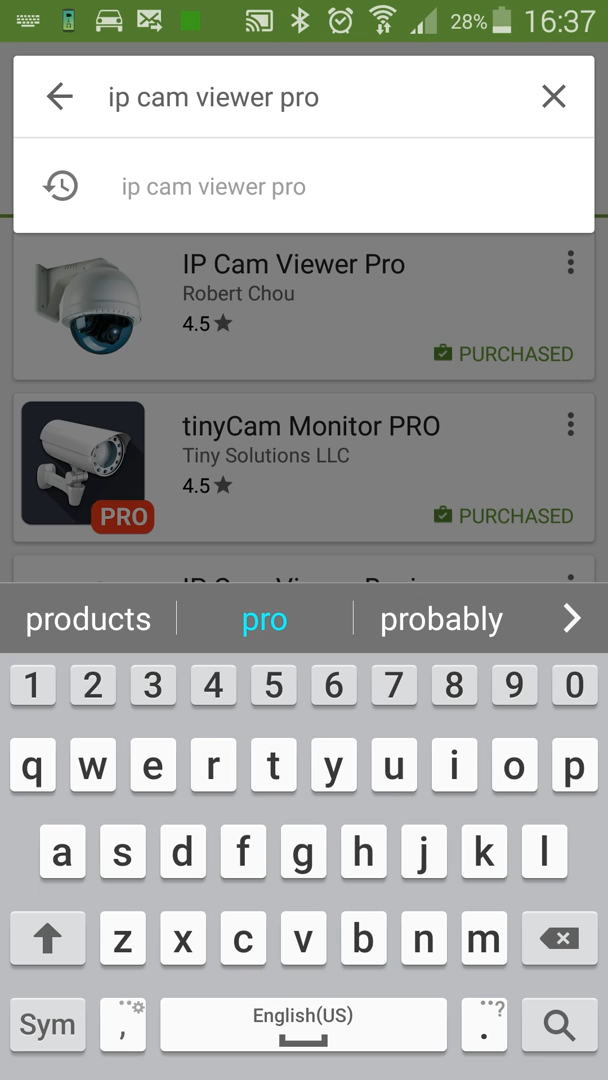 28% 16:37
ip cam viewer pro
ip cam viewer pro
IP Cam Viewer Pro
Robert Chou
4.5
PURCHASED
tinyCam Monitor PRO
Tiny Solutions LLC
4.5
PRO
PURCHASED
products pro probably
1 2 3 4 5 6 7 8 9 0
q w e r t y u i o p
a s d f g h j k l
z x c v b n m
Sym , English(US) . ?